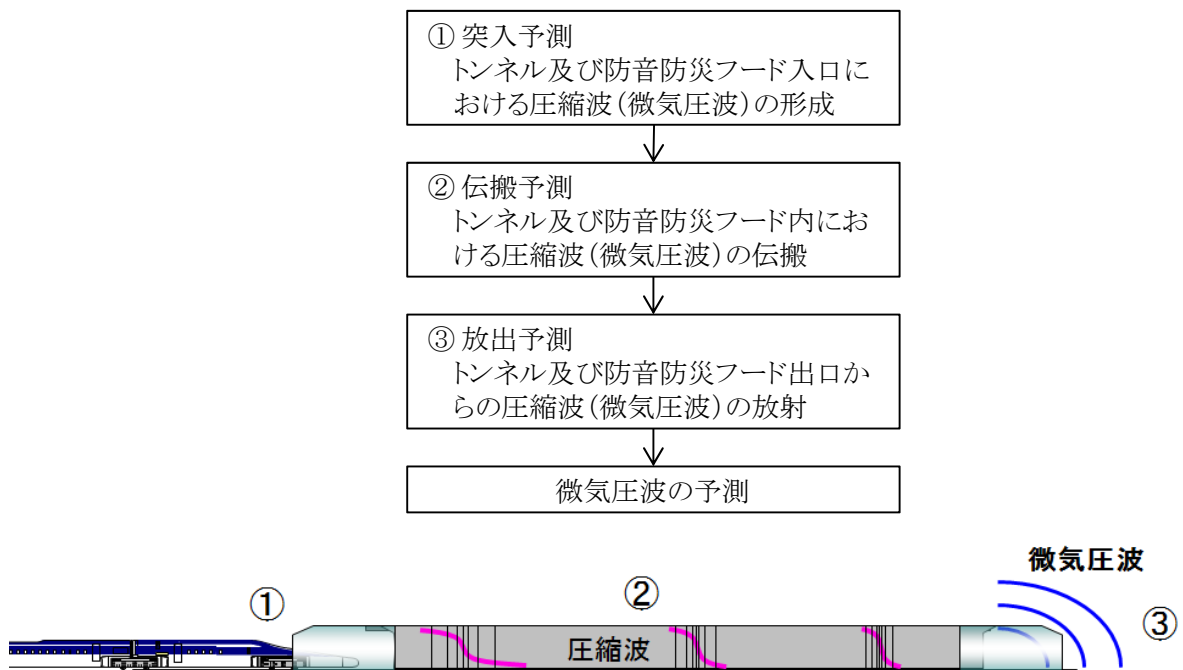 ① 突入予測
トンネル及び防音防災フード入口に
おける圧縮波(微気圧波)の形成
② 伝搬予測
トンネル及び防音防災フード内にお
ける圧縮波(微気圧波)の伝搬
③ 放出予測
トンネル及び防音防災フード出口か
らの圧縮波(微気圧波)の放射
微気圧波の予測
微気圧波
①
②
③
圧縮波